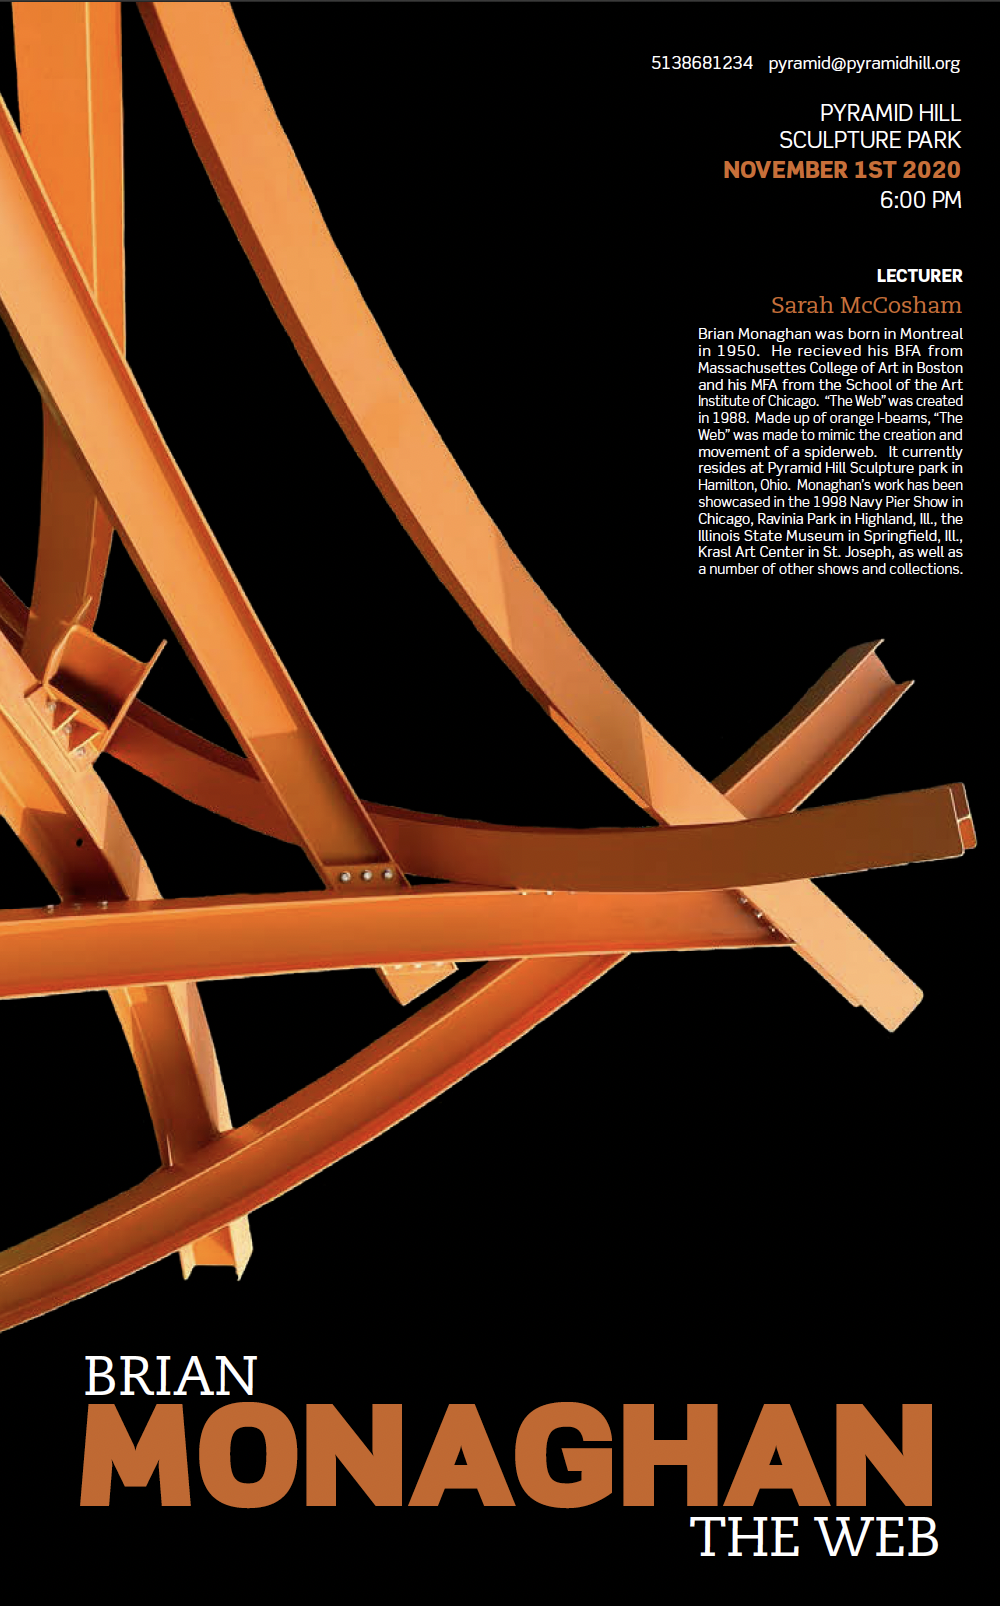 5138681234 pyramid@pyramidhill.org
PYRAMID HILL
SCULPTURE PARK
NOVEMBER 1ST 2020
6:00 PM
LECTURER
Sarah McCosham
Brian Monaghan was born in Montreal
in 1950. He recieved his BFA from
Massachusettes College of Art in Boston
and his MFA from the School of the Art
Institute of Chicago. “The Web” was created
in 1988. Made up of orange I-beams, “The
Web” was made to mimic the creation and
movement of a spiderweb. It currently
resides at Pyramid Hill Sculpture park in
Hamilton, Ohio. Monaghan’s work has been
showcased in the 1998 Navy Pier Show in
Chicago, Ravinia Park in Highland, Ill., the
Illinois State Museum in Springfield, Ill.,
Krasl Art Center in St. Joseph, as well as
a number of other shows and collections.
BRIAN
MONAGHAN
THE WEB